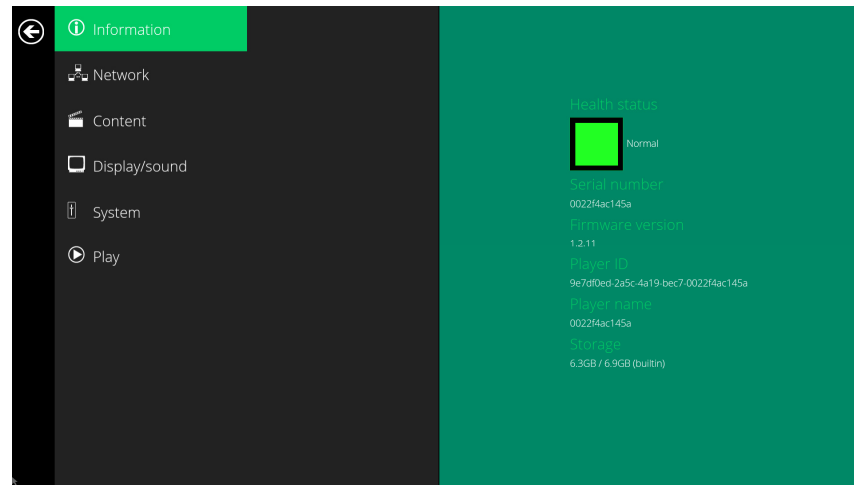 Information
Network
Content
Display/sound
System
Play
Health status
Normal
Serial number
0022f4ac145a
Firmware version
1.2.11
Player ID
9e7df0ed-2a5c-4a19-bec7-0022f4ac145a
Player name
0022f4ac145a
Storage
6.3GB / 6.9GB (builtin)